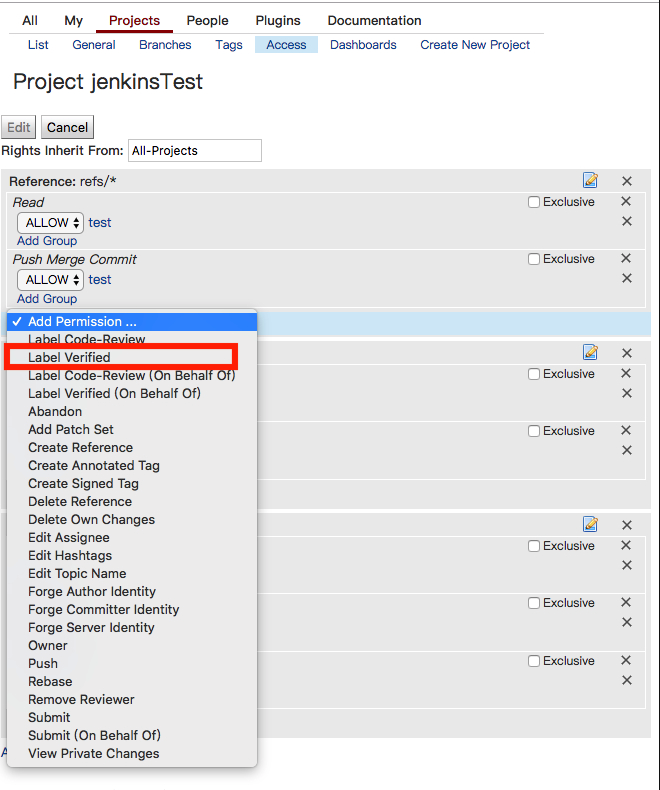 All My Projects People Plugins Documentation
List General Branches Tags Access Dashboards Create New Project
Project jenkinsTest
Edit Cancel
Rights Inherit From: All-Projects
Reference: refs/*
Read Exclusive
ALLOW test
Add Group
Push Merge Commit Exclusive
ALLOW test
Add Group
Add Permission ...
Label Code-Review
Label Verified
Label Code-Review (On Behalf Of) Exclusive
Label Verified (On Behalf Of)
Abandon
Add Patch Set Exclusive
Create Reference
Create Annotated Tag
Create Signed Tag
Delete Reference
Delete Own Changes
Edit Assignee Exclusive
Edit Hashtags
Edit Topic Name
Forge Author Identity
Forge Committer Identity Exclusive
Forge Server Identity
Owner
Push Exclusive
Rebase
Remove Reviewer
Submit
Submit (On Behalf Of)
View Private Changes